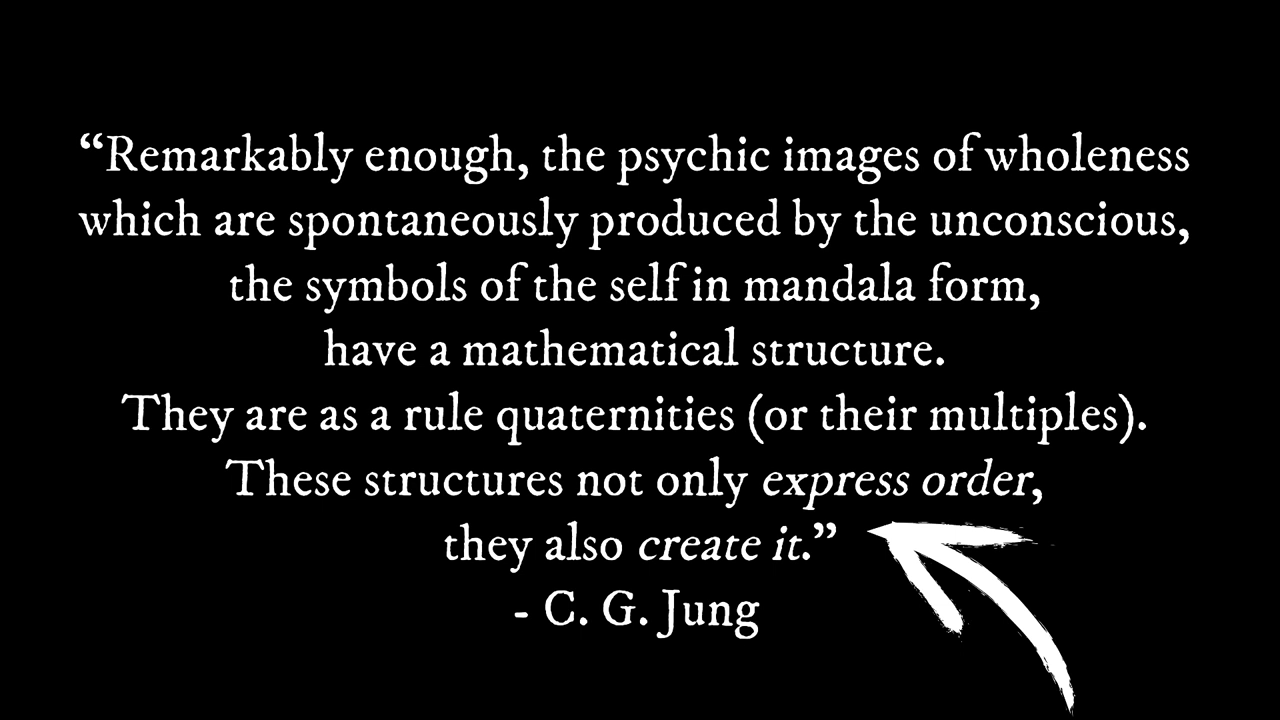 “Remarkably enough, the psychic images of wholeness
which are spontaneously produced by the unconscious,
the symbols of the self in mandala form,
have a mathematical structure.
They are as a rule quaternities (or their multiples).
These structures not only express order,
they also create it.”
- C. G. Jung